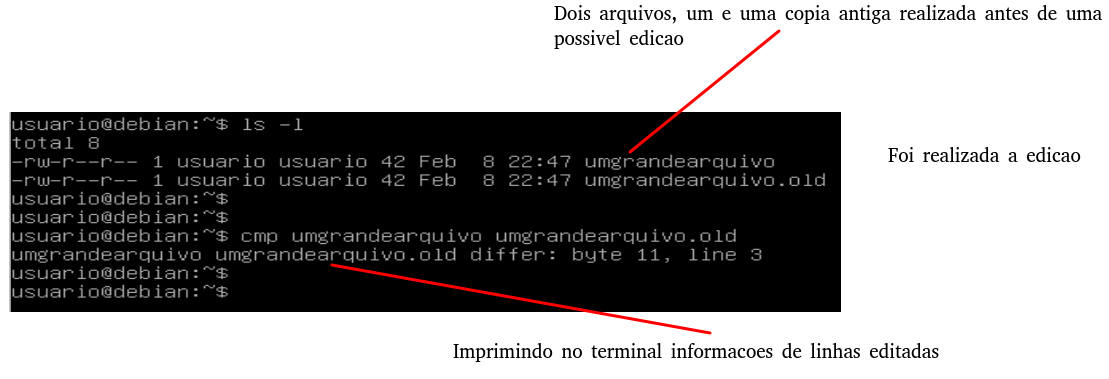 Dois arquivos, um e uma copia antiga realizada antes de uma
possivel edicao
usuario@debian:~$ ls -l
total 8
-rw-r--r-- 1 usuario usuario 42 Feb  8 22:47 umgrandearquivo
-rw-r--r-- 1 usuario usuario 42 Feb  8 22:47 umgrandearquivo.old
usuario@debian:~$
usuario@debian:~$
usuario@debian:~$ cmp umgrandearquivo umgrandearquivo.old
umgrandearquivo umgrandearquivo.old differ: byte 11, line 3
usuario@debian:~$
usuario@debian:~$
Foi realizada a edicao
Imprimindo no terminal informacoes de linhas editadas